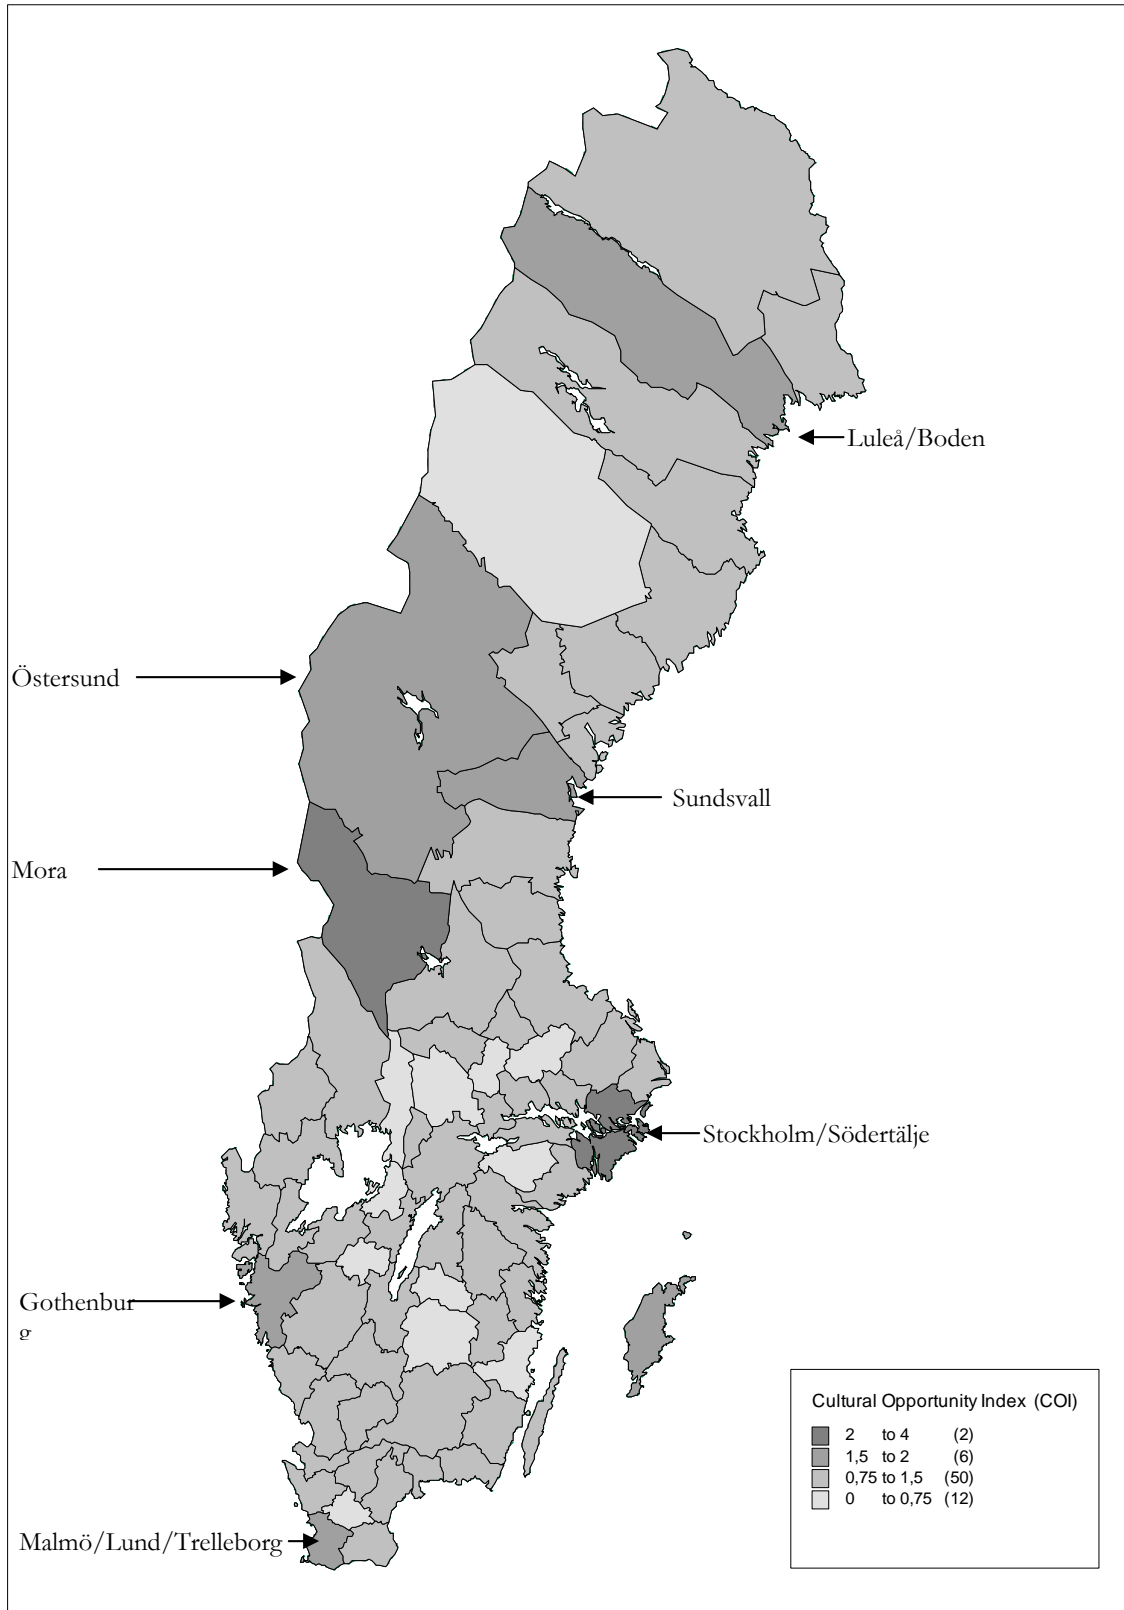 Luleå/Boden
Östersund
Sundsvall
Mora
Stockholm/Södertälje
Gothenbur
g
Malmö/Lund/Trelleborg
Cultural Opportunity Index (COI)
2 to 4 (2)
1,5 to 2 (6)
0,75 to 1,5 (50)
0 to 0,75 (12)